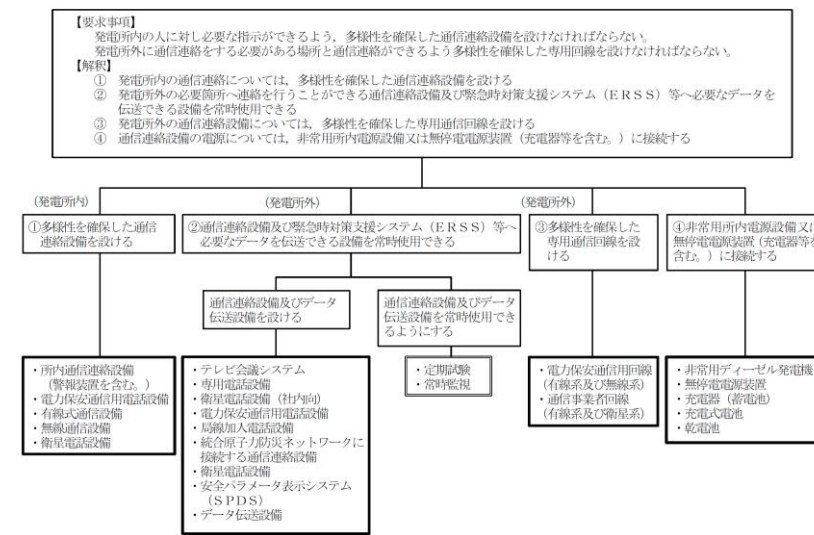 【要求事項】
発電所内の人に対し必要な指示ができるよう，多様性を確保した通信連絡設備を設けなければならない。
発電所外に通信連絡をする必要がある場所と通信連絡ができるよう多様性を確保した専用回線を設けなければならない。
【解釈】
① 発電所内の通信連絡については，多様性を確保した通信連絡設備を設ける
② 発電所外の必要箇所へ連絡を行うことができる通信連絡設備及び緊急時対策支援システム（ＥＲＳＳ）等へ必要なデータを
伝送できる設備を常時使用できる
③ 発電所外の通信連絡設備については，多様性を確保した専用通信回線を設ける
④ 通信連絡設備の電源については，非常用所内電源設備又は無停電電源装置（充電器等を含む。）に接続する
（発電所内）
①多様性を確保した通信
連絡設備を設ける
（発電所外）
②通信連絡設備及び緊急時対策支援システム（ＥＲＳＳ）等へ
必要なデータを伝送できる設備を常時使用できる
（発電所外）
③多様性を確保した
専用通信回線を設
ける
④非常用所内電源設備又は
無停電電源装置（充電器等を
含む。）に接続する
通信連絡設備及びデータ
伝送設備を設ける
通信連絡設備及びデータ
伝送設備を常時使用でき
るようにする
・所内通信連絡設備
（警報装置を含む。）
・電力保安通信用電話設備
・有線式通信設備
・無線通信設備
・衛星電話設備
・テレビ会議システム
・専用電話設備
・衛星電話設備（社内向）
・電力保安通信用電話設備
・局線加入電話設備
・統合原子力防災ネットワークに
接続する通信連絡設備
・衛星電話設備
・安全パラメータ表示システム
（ＳＰＤＳ）
・データ伝送設備
・定期試験
・常時監視
・電力保安通信用回線
（有線系及び無線系）
・通信事業者回線
（有線系及び衛星系）
・非常用ディーゼル発電機
・無停電電源装置
・充電器（蓄電池）
・充電式電池
・乾電池